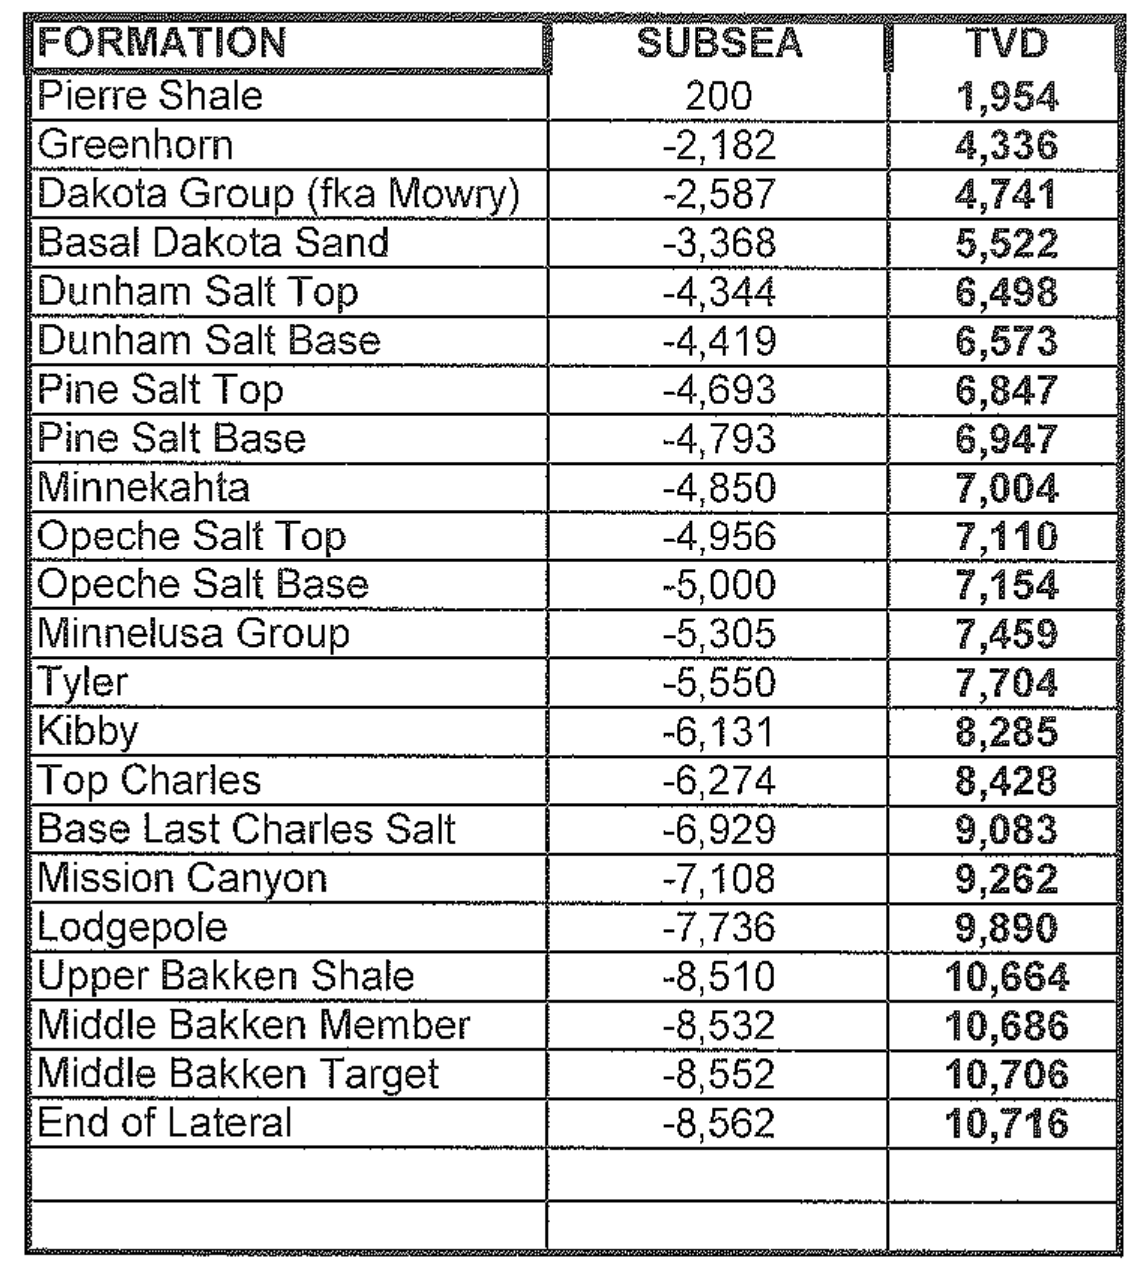 FORMATION SUBSEA TVD
Pierre Shale 200 1,954
Greenhorn -2,182 4,336
Dakota Group (fka Mowry) -2,587 4,741
Basal Dakota Sand -3,368 5,522
Dunham Salt Top -4,344 6,498
Dunham Salt Base -4,419 6,573
Pine Salt Top -4,693 6,847
Pine Salt Base -4,793 6,947
Minnekahta -4,850 7,004
Opeche Salt Top -4,956 7,110
Opeche Salt Base -5,000 7,154
Minnelusa Group -5,305 7,459
Tyler -5,550 7,704
Kibby -6,131 8,285
Top Charles -6,274 8,428
Base Last Charles Salt -6,929 9,083
Mission Canyon -7,108 9,262
Lodgepole -7,736 9,890
Upper Bakken Shale -8,510 10,664
Middle Bakken Member -8,532 10,686
Middle Bakken Target -8,552 10,706
End of Lateral -8,562 10,716